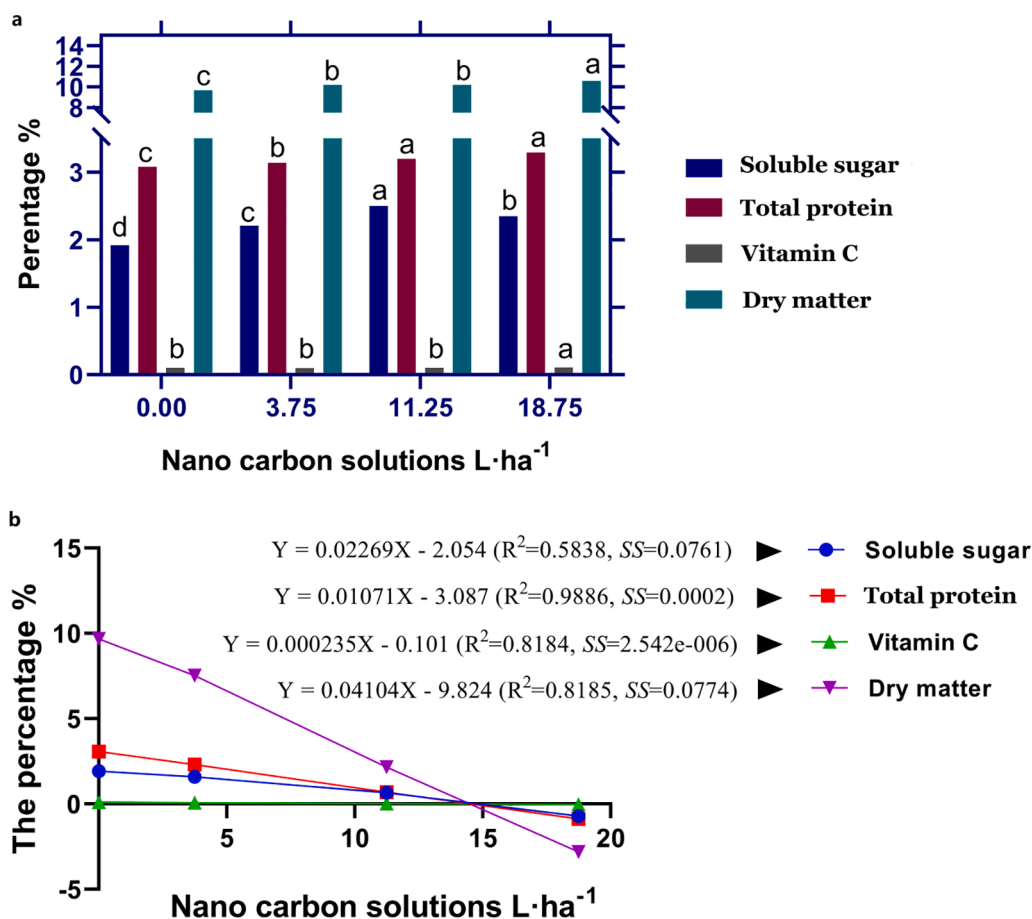 a
14
12
10
8
3
2
1
0
Perentage %
c b b a
c b a a
d c a b
b b b a
0.00 3.75 11.25 18.75
Nano carbon solutions L·ha⁻¹
Soluble sugar
Total protein
Vitamin C
Dry matter
b
15
10
5
0
-5
The percentage %
Y = 0.02269X - 2.054 (R²=0.5838, SS=0.0761)
Soluble sugar
Y = 0.01071X - 3.087 (R²=0.9886, SS=0.0002)
Total protein
Y = 0.000235X - 0.101 (R²=0.8184, SS=2.542e-006)
Vitamin C
Y = 0.04104X - 9.824 (R²=0.8185, SS=0.0774)
Dry matter
5 10 15 20
Nano carbon solutions L·ha⁻¹